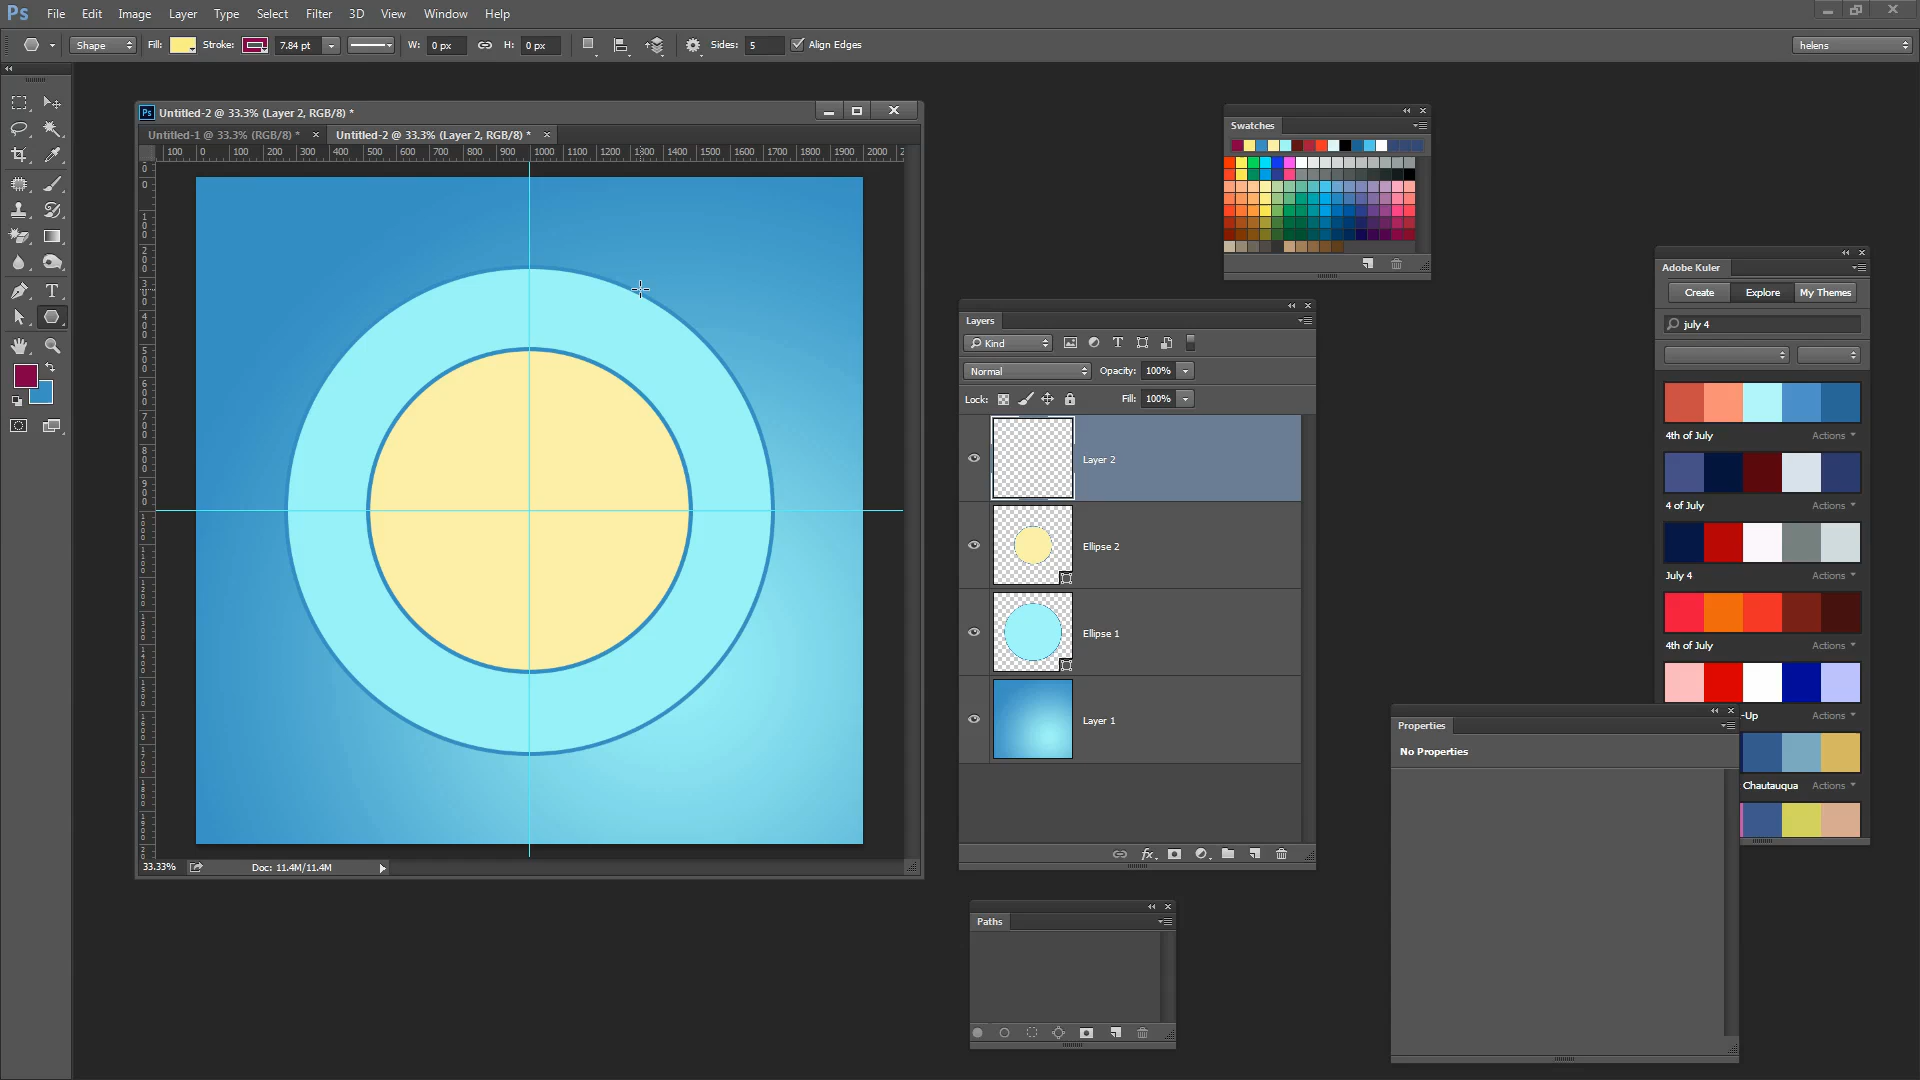 Ps File Edit Image Layer Type Select Filter 3D View Window Help
Shape Fill: Stroke: 7.84 pt W: 0 px H: 0 px Sides: 5 Align Edges helens
Untitled-2 @ 33.3% (Layer 2, RGB/8) *
Untitled-1 @ 33.3% (RGB/8) * Untitled-2 @ 33.3% (Layer 2, RGB/8) *
100 0 100 200 300 400 500 600 700 800 900 1000 1100 1200 1300 1400 1500 1600 1700 1800 1900 2000
33.33% Doc: 11.4M/11.4M
Swatches
Layers
Kind
Normal Opacity: 100%
Lock: Fill: 100%
Layer 2
Ellipse 2
Ellipse 1
Layer 1
fx
Paths
Adobe Kuler
Create Explore My Themes
july 4
4th of July Actions
4 of July Actions
July 4 Actions
4th of July Actions
-Up Actions
Chautauqua Actions
Properties
No Properties